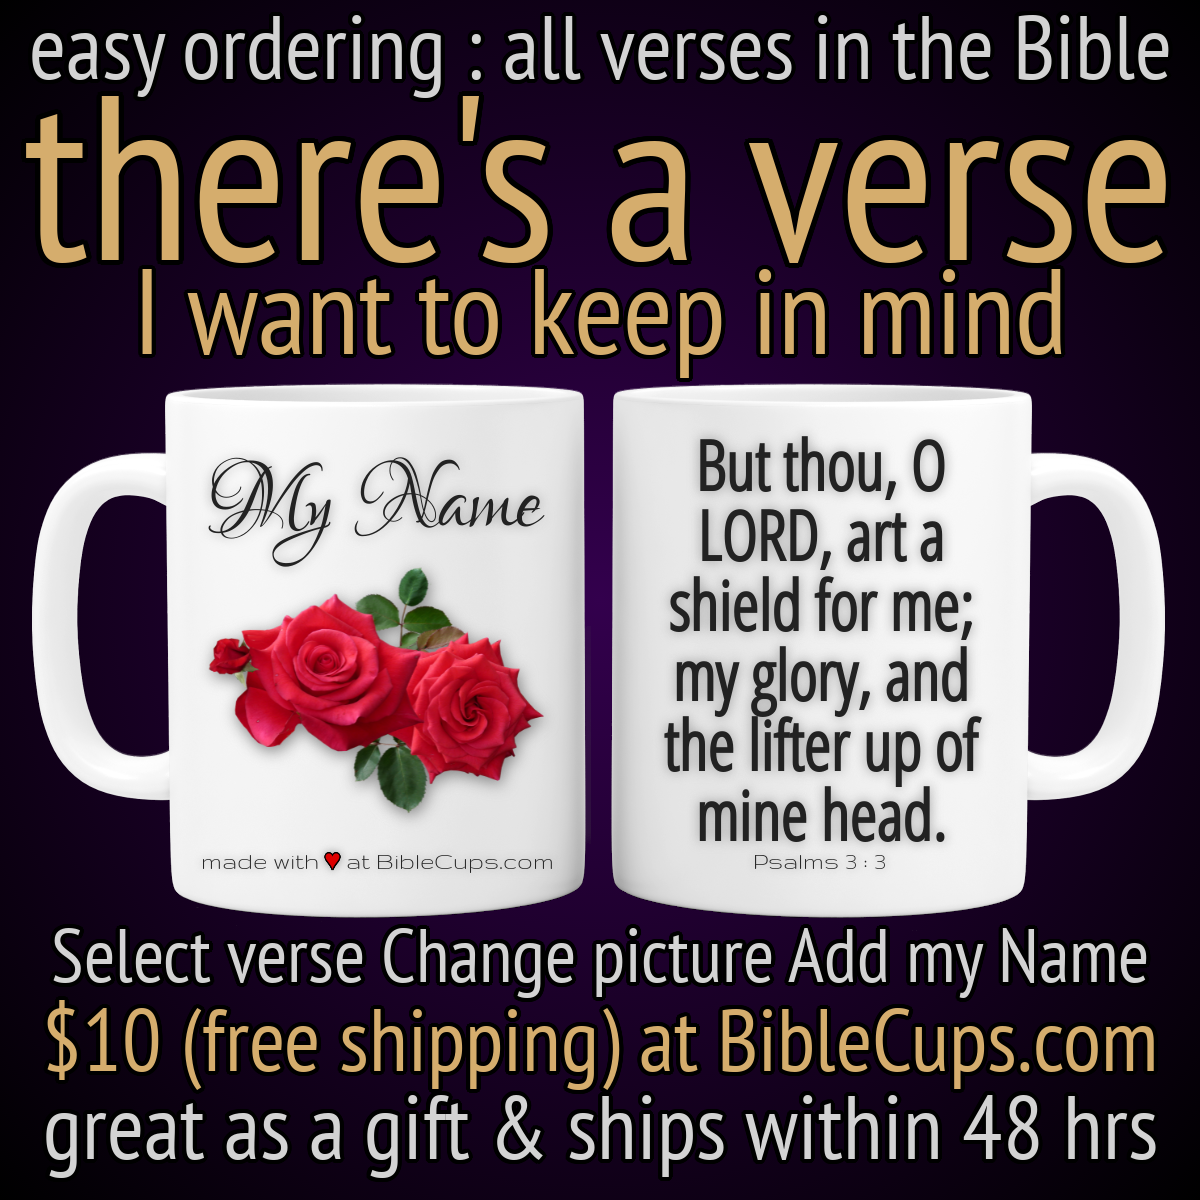 easy ordering : all verses in the Bible
there's a verse
I want to keep in mind
My Name
made with ❤ at BibleCups.com
But thou, O
LORD, art a
shield for me;
my glory, and
the lifter up of
mine head.
Psalms 3 : 3
Select verse Change picture Add my Name
$10 (free shipping) at BibleCups.com
great as a gift & ships within 48 hrs